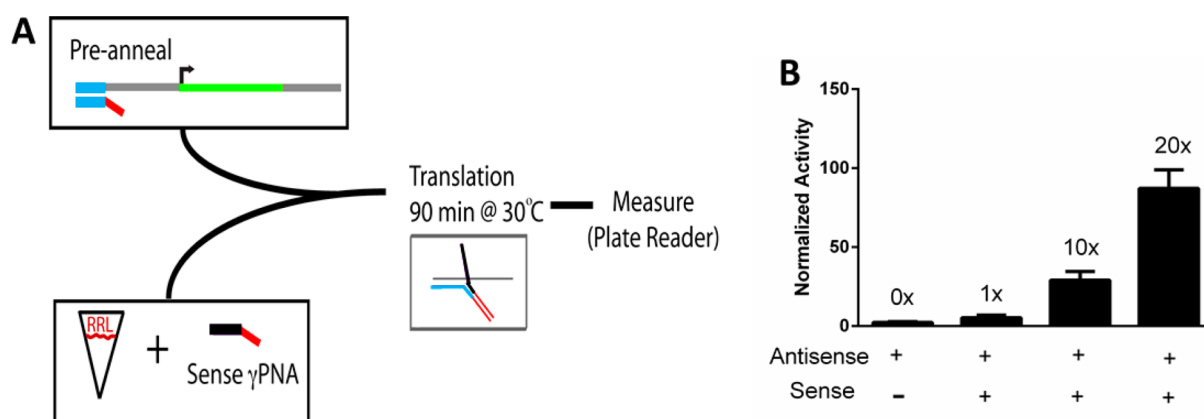 A
Pre-anneal
Translation
90 min @ 30°C
Measure
(Plate Reader)
RRL
+
Sense γPNA
B
Normalized Activity
150
100
50
0
0x
1x
10x
20x
Antisense + + + +
Sense - + + +